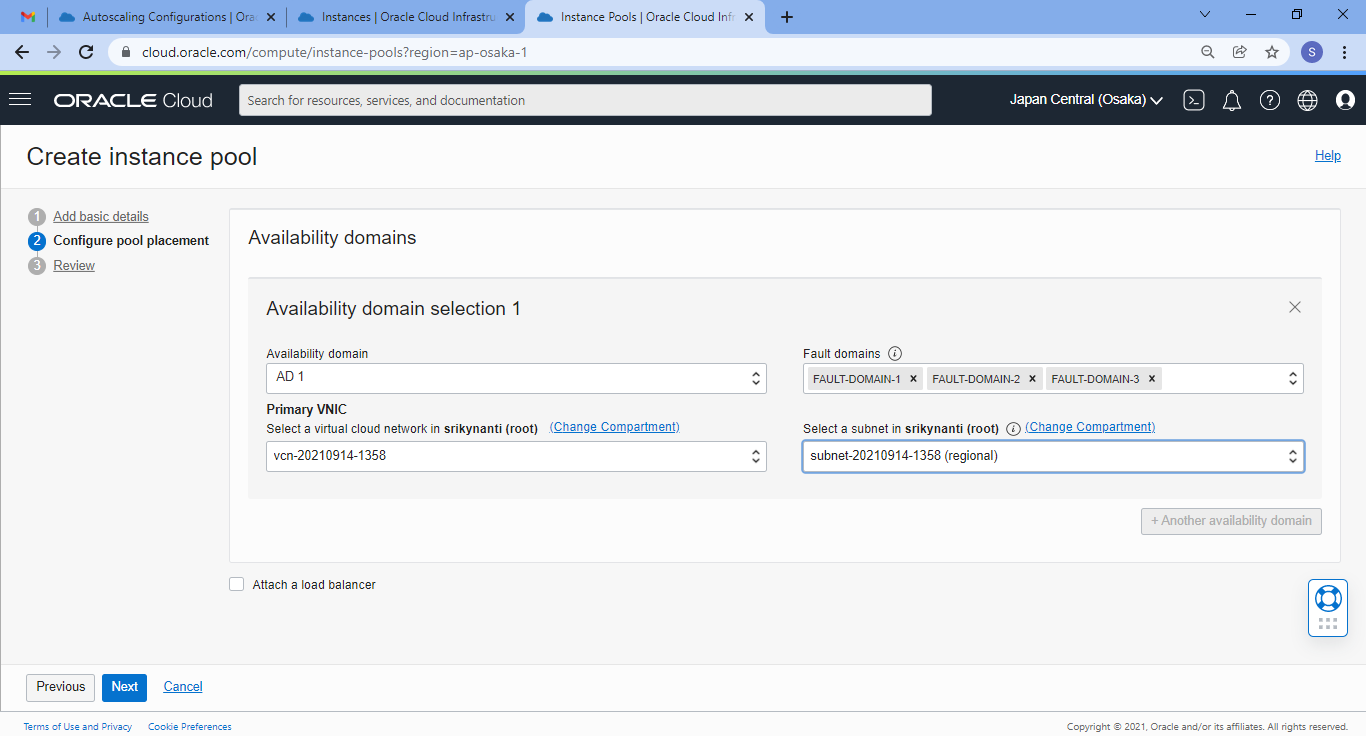 Autoscaling Configurations | Ora
Instances | Oracle Cloud Infrastru
Instance Pools | Oracle Cloud Infr
cloud.oracle.com/compute/instance-pools?region=ap-osaka-1
S
ORACLE Cloud
Search for resources, services, and documentation
Japan Central (Osaka)
Create instance pool
Help
1 Add basic details
2 Configure pool placement
3 Review
Availability domains
Availability domain selection 1
Availability domain
AD 1
Fault domains
FAULT-DOMAIN-1 x FAULT-DOMAIN-2 x FAULT-DOMAIN-3 x
Primary VNIC
Select a virtual cloud network in srikynanti (root) (Change Compartment)
vcn-20210914-1358
Select a subnet in srikynanti (root) (Change Compartment)
subnet-20210914-1358 (regional)
+ Another availability domain
Attach a load balancer
Previous
Next
Cancel
Terms of Use and Privacy Cookie Preferences
Copyright © 2021, Oracle and/or its affiliates. All rights reserved.